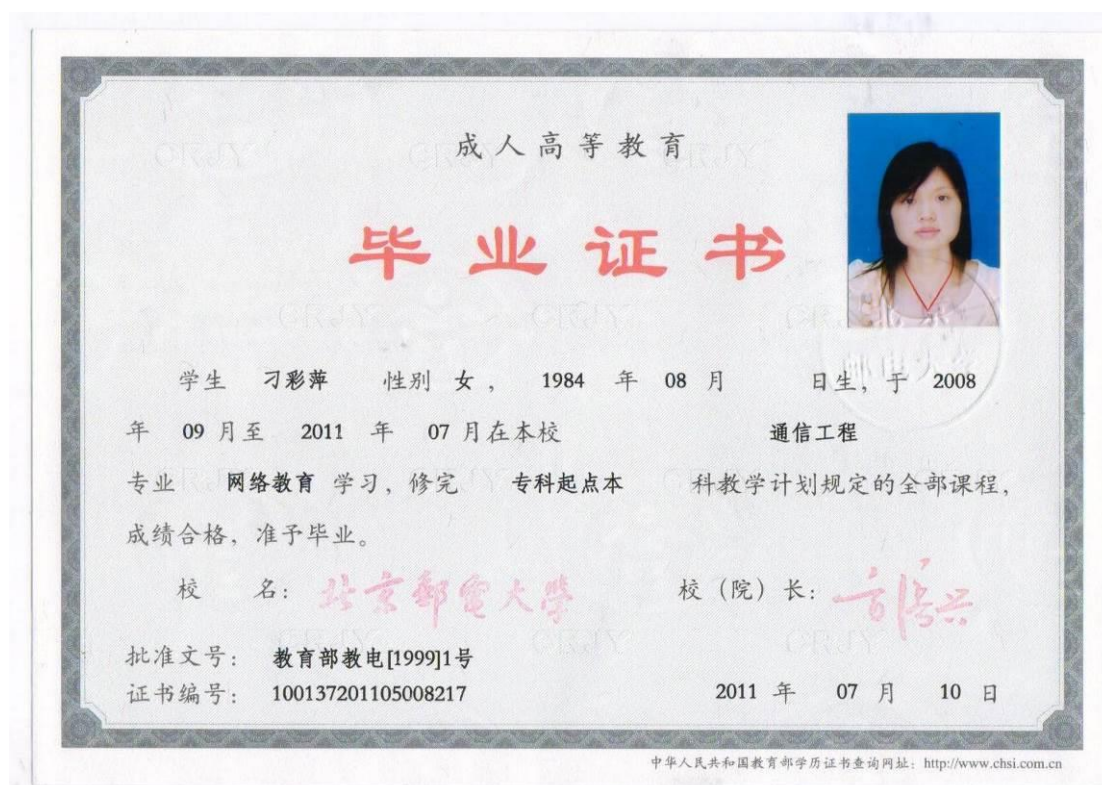 成人高等教育
毕业证书
学生 刁彩萍 性别 女， 1984 年 08 月 日生，于 2008
年 09 月至 2011 年 07 月在本校 通信工程
专业 网络教育 学习，修完 专科起点本 科教学计划规定的全部课程，
成绩合格，准予毕业。
校 名：北京郵電大學 校（院）长：方滨兴
批准文号：教育部教电[1999]1号
证书编号：100137201105008217 2011 年 07 月 10 日
中华人民共和国教育部学历证书查询网址：http://www.chsi.com.cn
邮电大学